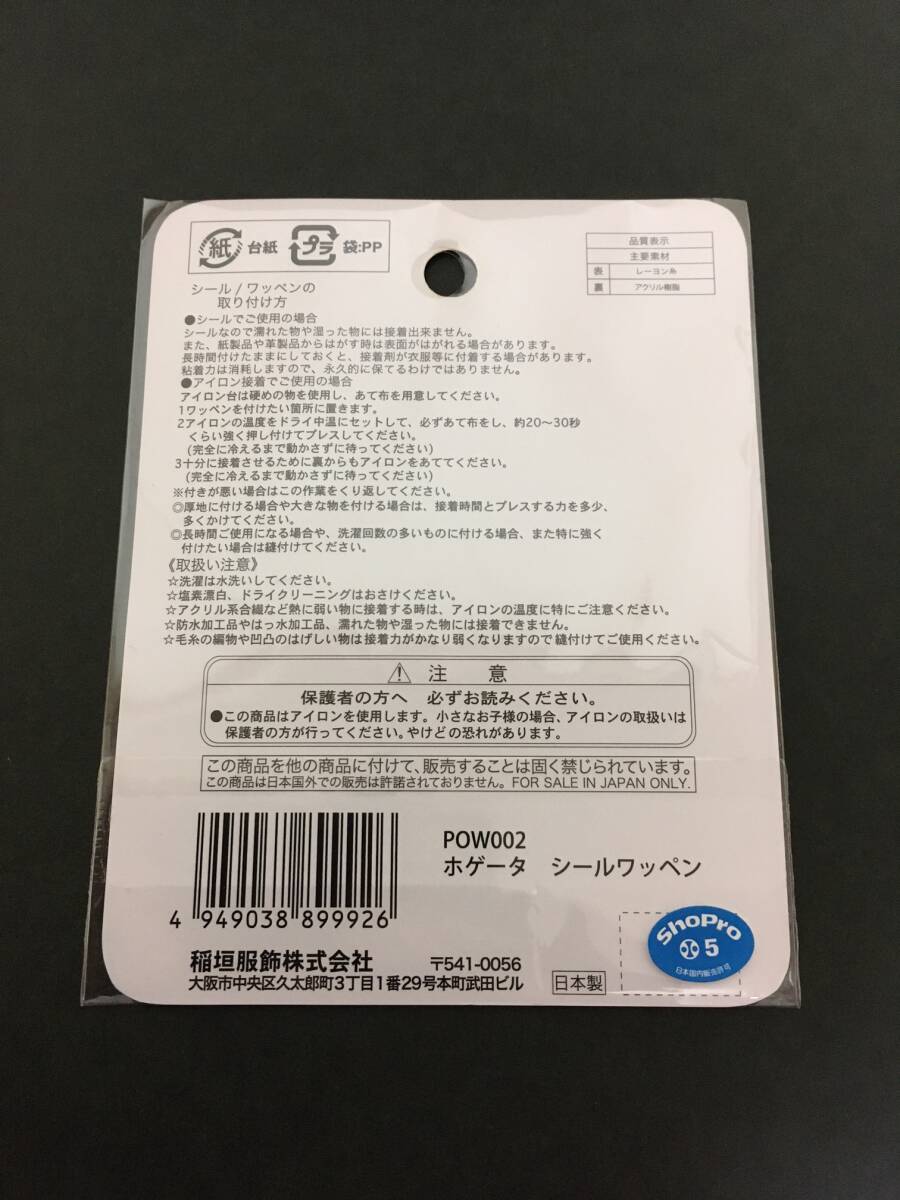 紙 台紙 プラ 袋:PP
品質表示
主要素材
表 レーヨン糸
裏 アクリル樹脂
シール/ワッペンの
取り付け方
●シールでご使用の場合
シールなので濡れた物や湿った物には接着出来ません。
また、紙製品や革製品からはがす時は表面がはがれる場合があります。
長時間付けたままにしておくと、接着剤が衣服等に付着する場合があります。
粘着力は消耗しますので、永久的に保てるわけではありません。
●アイロン接着でご使用の場合
アイロン台は硬めの物を使用し、あて布を用意してください。
1ワッペンを付けたい箇所に置きます。
2アイロンの温度をドライ中温にセットして、必ずあて布をし、約20〜30秒
くらい強く押し付けてプレスしてください。
(完全に冷えるまで動かさずに待ってください)
3十分に接着させるために裏からもアイロンをあててください。
(完全に冷えるまで動かさずに待ってください)
※付きが悪い場合はこの作業をくり返してください。
◎厚地に付ける場合や大きな物を付ける場合は、接着時間とプレスする力を多少、
多くかけてください。
◎長時間ご使用になる場合や、洗濯回数の多いものに付ける場合、また特に強く
付けたい場合は縫付けてください。
《取扱い注意》
☆洗濯は水洗いしてください。
☆塩素漂白、ドライクリーニングはおさけください。
☆アクリル系合繊など熱に弱い物に接着する時は、アイロンの温度に特にご注意ください。
☆防水加工品やはっ水加工品、濡れた物や湿った物には接着できません。
☆毛糸の編物や凹凸のはげしい物は接着力がかなり弱くなりますので縫付けてご使用ください。
⚠注 意
保護者の方へ 必ずお読みください。
●この商品はアイロンを使用します。小さなお子様の場合、アイロンの取扱いは
保護者の方が行ってください。やけどの恐れがあります。
この商品を他の商品に付けて、販売することは固く禁じられています。
この商品は日本国外での販売は許諾されておりません。FOR SALE IN JAPAN ONLY.
POW002
ホゲータ シールワッペン
4 949038 899926
稲垣服飾株式会社 〒541-0056
大阪市中央区久太郎町3丁目1番29号本町武田ビル
日本製
ShoPro
5
日本国内販売許可